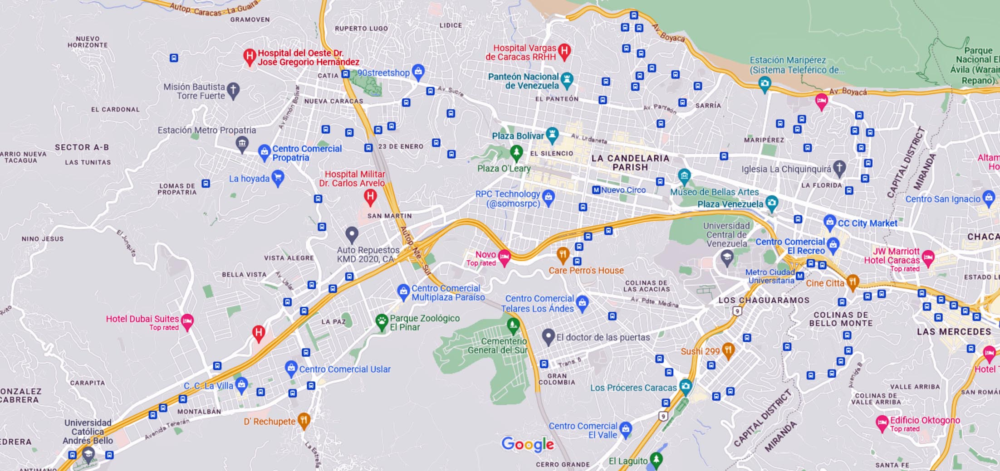 Autop. Caracas - La Guaira
GRAMOVEN
RUPERTO LUGO
LIDICE
Av. Boyacá
NUEVO
HORIZONTE
Hospital del Oeste Dr.
José Gregorio Hernández
Hospital Vargas
de Caracas RRHH
Estación Maripérez
(Sistema Teleférico de...
Parque
Nacional El
Ávila (Warair
Repano)
CATIA
90streetshop
Panteón Nacional
de Venezuela
Misión Bautista
Torre Fuerte
Av. Sucre
Av. Boyacá
NUEVA CARACAS
EL PANTEÓN
Av. Panteón
SARRÍA
EL CARDONAL
Av Simón Bolívar
Estación Metro Propatria
Plaza Bolívar
Av. Urdaneta
MARIPÉREZ
CAPITAL DISTRICT
MIRANDA
SECTOR A-B
23 DE ENERO
EL SILENCIO
Centro Comercial
Propatria
ARRIO NUEVA
TACAGUA
LAS TUNITAS
LA CANDELARIA
PARISH
Altam
Ho
Plaza O'Leary
Iglesia La Chiquinquirá
Hospital Militar
Dr. Carlos Arvelo
La hoyada
LOMAS DE
PROPATRIA
LA FLORIDA
Nuevo Circo
Museo de Bellas Artes
RPC Technology
(@somosrpc)
Plaza Venezuela
Centro San Ignacio
SAN MARTIN
CC City Market
Universidad
Central de
Venezuela
NINO JESUS
El Junquito
Autop. Nte. - Sur
CHACA
Centro Comercial
El Recreo
Auto Repuestos
KMD 2020, CA
VISTA ALEGRE
Novo
Top rated
JW Marriott
Hotel Caracas
Top rated
Care Perro's House
BELLA VISTA
Av. Uslar
Metro Ciudad
Universitaria
Cine Citta
ESTADO LE
COLINAS DE
LAS ACACIAS
Centro Comercial
Multiplaza Paraíso
Centro Comercial
Telares Los Ándes
Av. Pdte. Medina
LOS CHAGUARAMOS
9
quito
Hotel Dubai Suites
Top rated
LA PAZ
Parque Zoológico
El Pinar
COLINAS DE
BELLO MONTE
LAS MERCEDES
Cementerio
General del Sur
El doctor de las puertas
Sushi 299
Trans. 6
Hotel T
Centro Comercial Uslar
GRAN
COLOMBIA
Avenida B
CARAPITA
C. C. La Villa
Los Próceres Caracas
VALLE ARRIBA
SAN ROMÁN
ONZALEZ
CABRERA
COLINAS DE
VALLE ARRIBA
CAPITAL DISTRICT
MIRANDA
MONTALBÁN
9
Avenida Teherán
D' Rechupete
Edificio Oktogono
Top rated
Universidad
Católica
Andrés Bello
Centro Comercial
El Valle
EDRERA
Google
La Estrella
El Laguito
CERRO GRANDE
SANTA FE
ANTIMANO